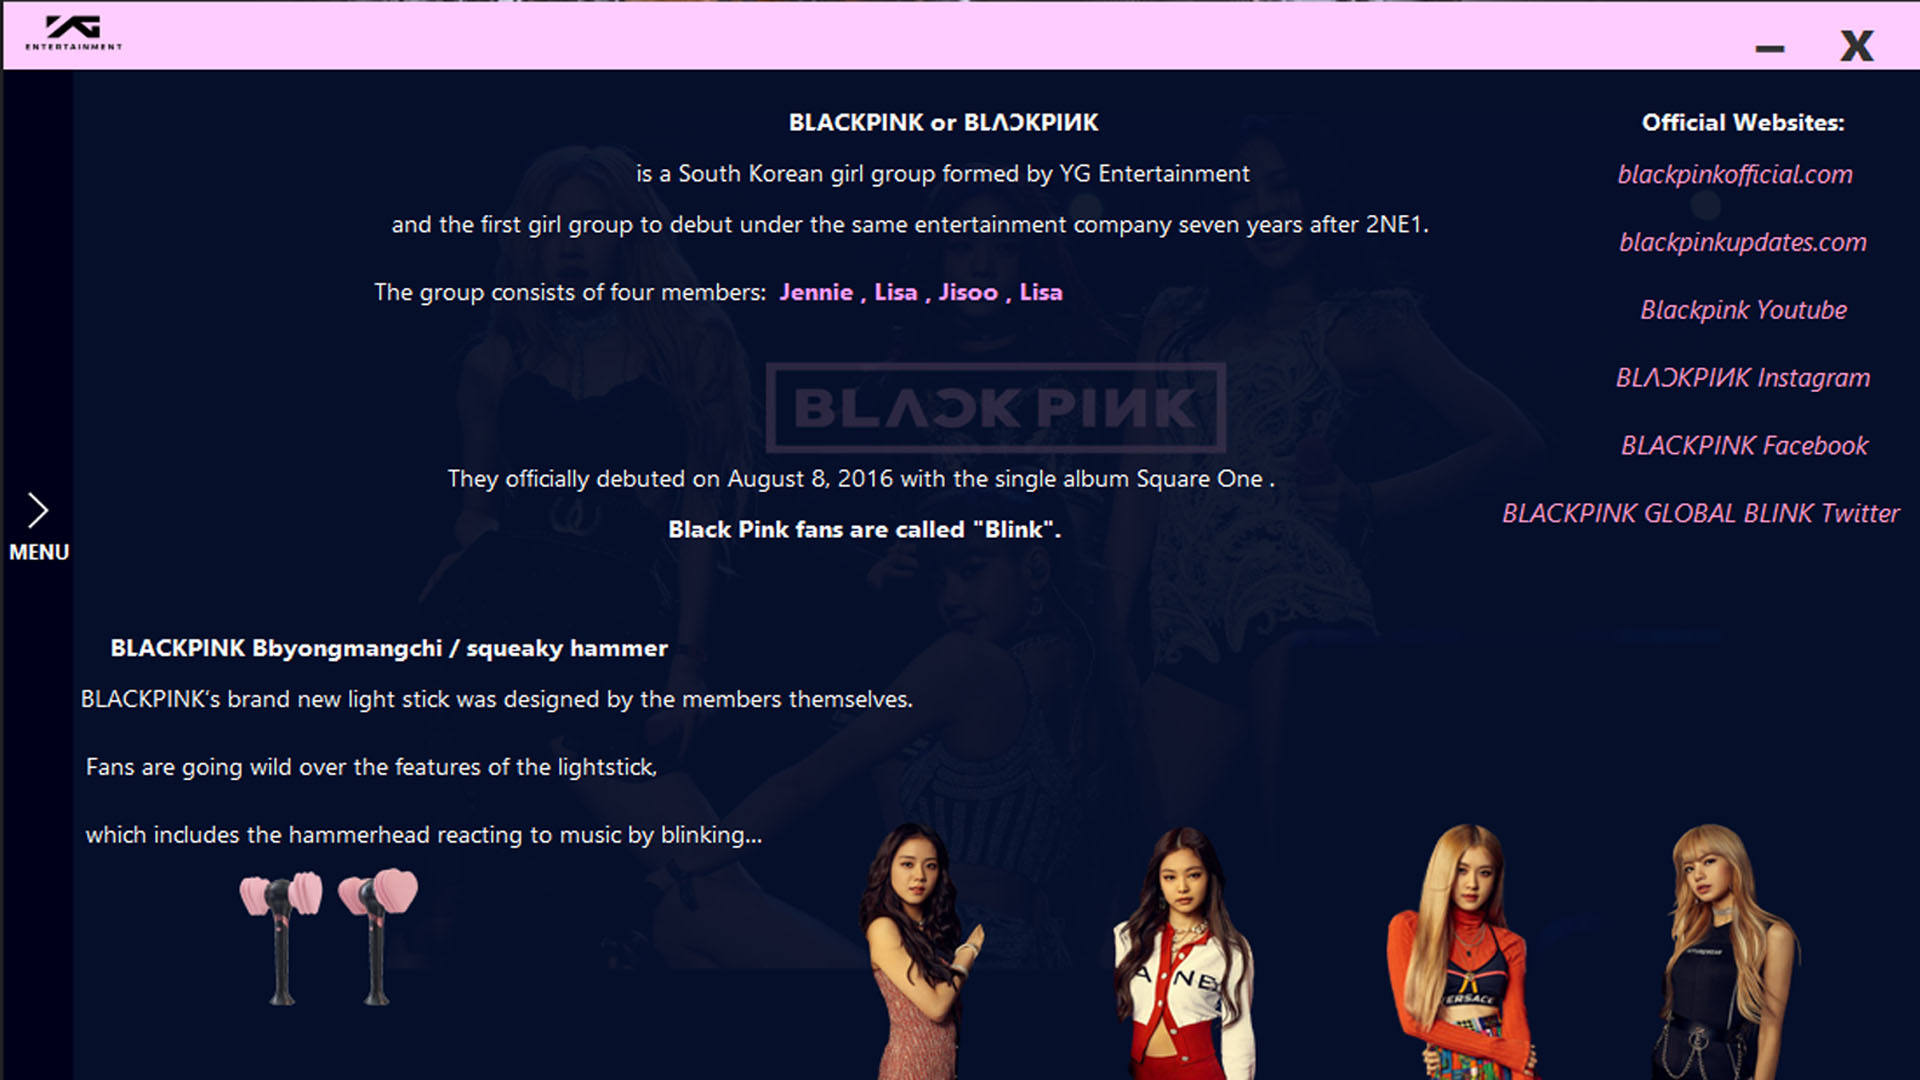 YG
ENTERTAINMENT
X
BLACKPINK or BLɅƆKPIИK
is a South Korean girl group formed by YG Entertainment
and the first girl group to debut under the same entertainment company seven years after 2NE1.
The group consists of four members: Jennie , Lisa , Jisoo , Lisa
BLɅƆKPIИK
They officially debuted on August 8, 2016 with the single album Square One .
Black Pink fans are called "Blink".
Official Websites:
blackpinkofficial.com
blackpinkupdates.com
Blackpink Youtube
BLɅƆKPIИK Instagram
BLACKPINK Facebook
BLACKPINK GLOBAL BLINK Twitter
MENU
BLACKPINK Bbyongmangchi / squeaky hammer
BLACKPINK‘s brand new light stick was designed by the members themselves.
Fans are going wild over the features of the lightstick,
which includes the hammerhead reacting to music by blinking...